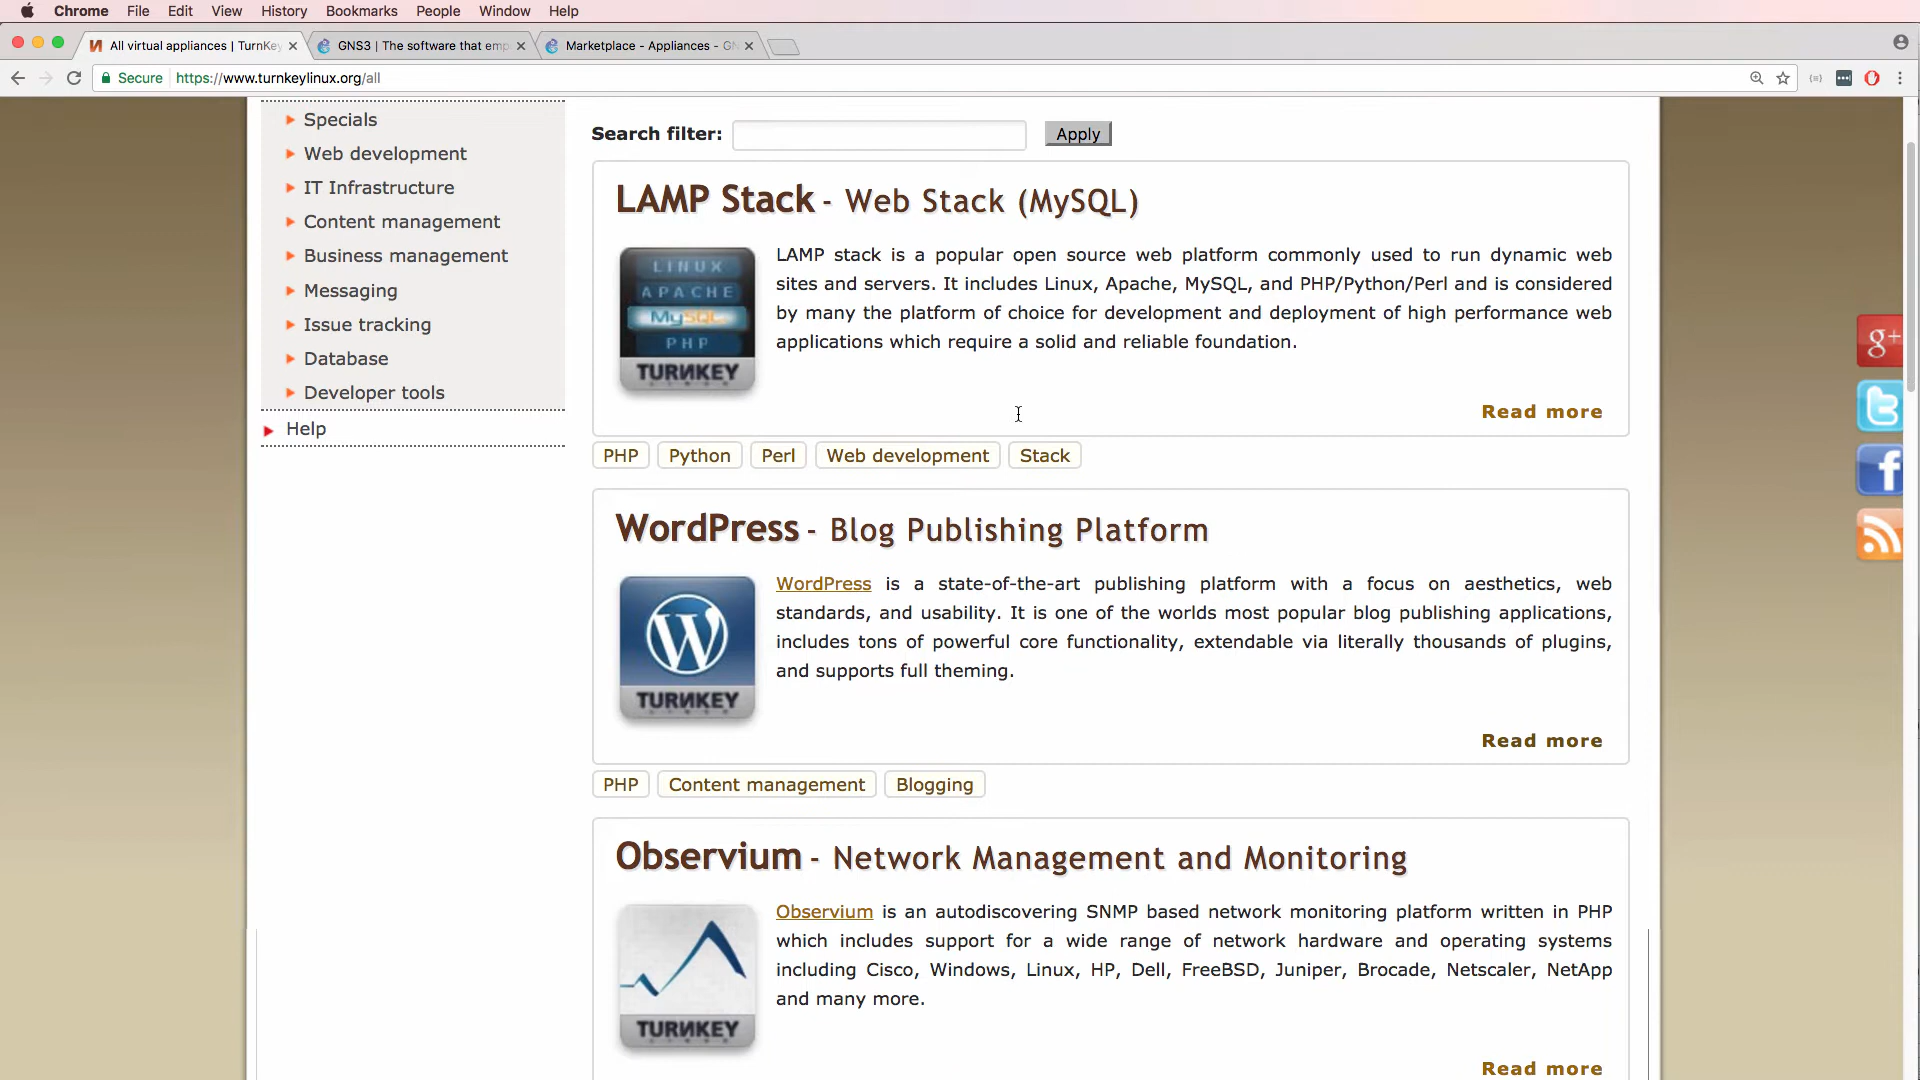 Chrome File Edit View History Bookmarks People Window Help
All virtual appliances | TurnKey
GNS3 | The software that emp
Marketplace - Appliances - GN
Secure https://www.turnkeylinux.org/all
Specials
Web development
IT Infrastructure
Content management
Business management
Messaging
Issue tracking
Database
Developer tools
Help
Search filter: Apply
LAMP Stack - Web Stack (MySQL)
LINUX
APACHE
MySQL
PHP
TURNKEY
LAMP stack is a popular open source web platform commonly used to run dynamic web
sites and servers. It includes Linux, Apache, MySQL, and PHP/Python/Perl and is considered
by many the platform of choice for development and deployment of high performance web
applications which require a solid and reliable foundation.
Read more
PHP Python Perl Web development Stack
WordPress - Blog Publishing Platform
W
TURNKEY
WordPress is a state-of-the-art publishing platform with a focus on aesthetics, web
standards, and usability. It is one of the worlds most popular blog publishing applications,
includes tons of powerful core functionality, extendable via literally thousands of plugins,
and supports full theming.
Read more
PHP Content management Blogging
Observium - Network Management and Monitoring
TURNKEY
Observium is an autodiscovering SNMP based network monitoring platform written in PHP
which includes support for a wide range of network hardware and operating systems
including Cisco, Windows, Linux, HP, Dell, FreeBSD, Juniper, Brocade, Netscaler, NetApp
and many more.
Read more
g+
t
f